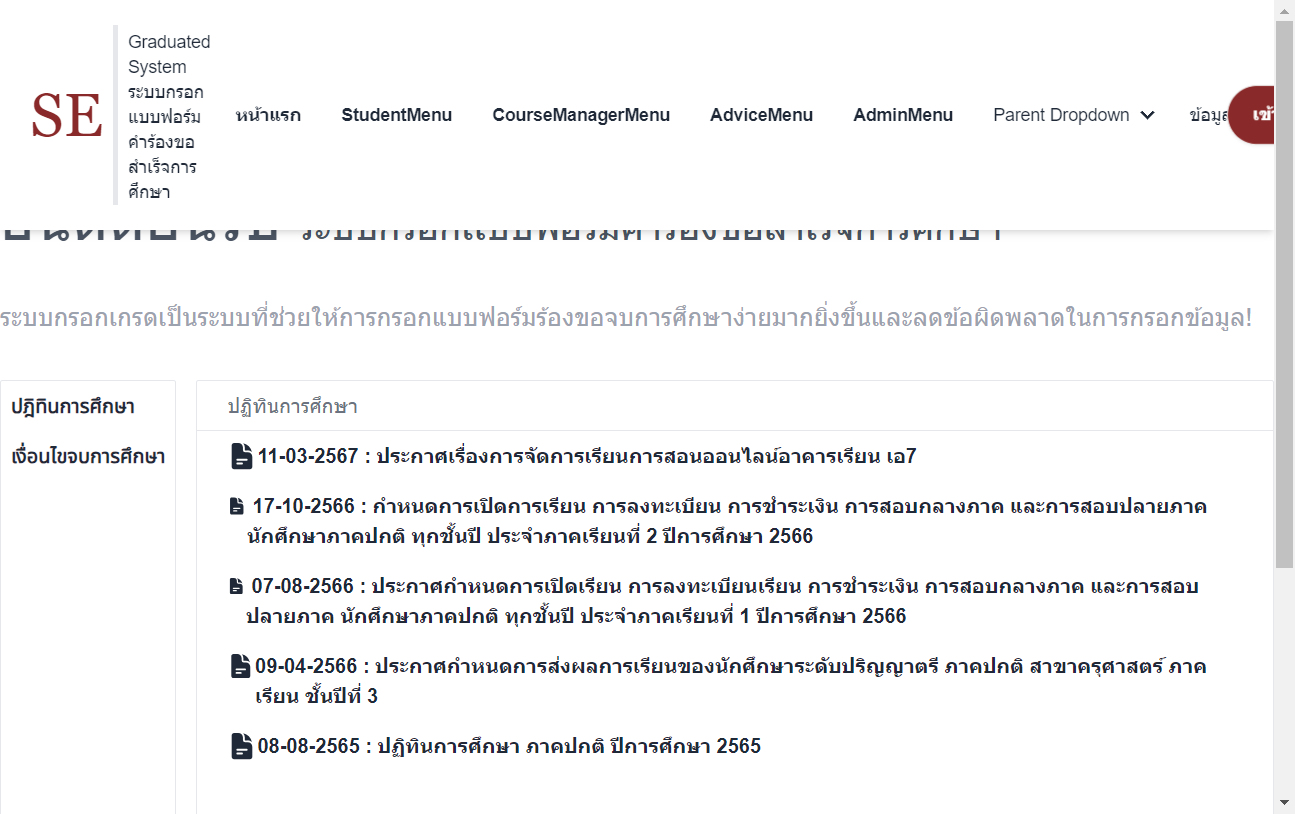 SE
Graduated
System
ระบบกรอก
แบบฟอร์ม
คำร้องขอ
สำเร็จการ
ศึกษา
หน้าแรก StudentMenu CourseManagerMenu AdviceMenu AdminMenu Parent Dropdown
ระบบกรอกแบบฟอร์มคำร้องขอสำเร็จการศึกษา
ระบบกรอกเกรดเป็นระบบที่ช่วยให้การกรอกแบบฟอร์มร้องขอจบการศึกษาง่ายมากยิ่งขึ้นและลดข้อผิดพลาดในการกรอกข้อมูล!
ปฎิทินการศึกษา
เงื่อนไขจบการศึกษา
ปฏิทินการศึกษา
11-03-2567 : ประกาศเรื่องการจัดการเรียนการสอนออนไลน์อาคารเรียน เอ7
17-10-2566 : กำหนดการเปิดการเรียน การลงทะเบียน การชำระเงิน การสอบกลางภาค และการสอบปลายภาค
นักศึกษาภาคปกติ ทุกชั้นปี ประจำภาคเรียนที่ 2 ปีการศึกษา 2566
07-08-2566 : ประกาศกำหนดการเปิดเรียน การลงทะเบียนเรียน การชำระเงิน การสอบกลางภาค และการสอบ
ปลายภาค นักศึกษาภาคปกติ ทุกชั้นปี ประจำภาคเรียนที่ 1 ปีการศึกษา 2566
09-04-2566 : ประกาศกำหนดการส่งผลการเรียนของนักศึกษาระดับปริญญาตรี ภาคปกติ สาขาครุศาสตร์ ภาค
เรียน ชั้นปีที่ 3
08-08-2565 : ปฏิทินการศึกษา ภาคปกติ ปีการศึกษา 2565